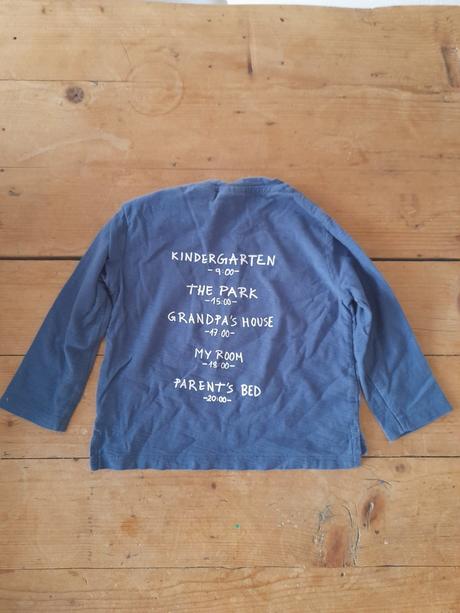 KINDERGARTEN
-9:00-
THE PARK
-15:00-
GRANDPA'S HOUSE
-17:00-
MY ROOM
-18:00-
PARENT'S BED
-20:00-